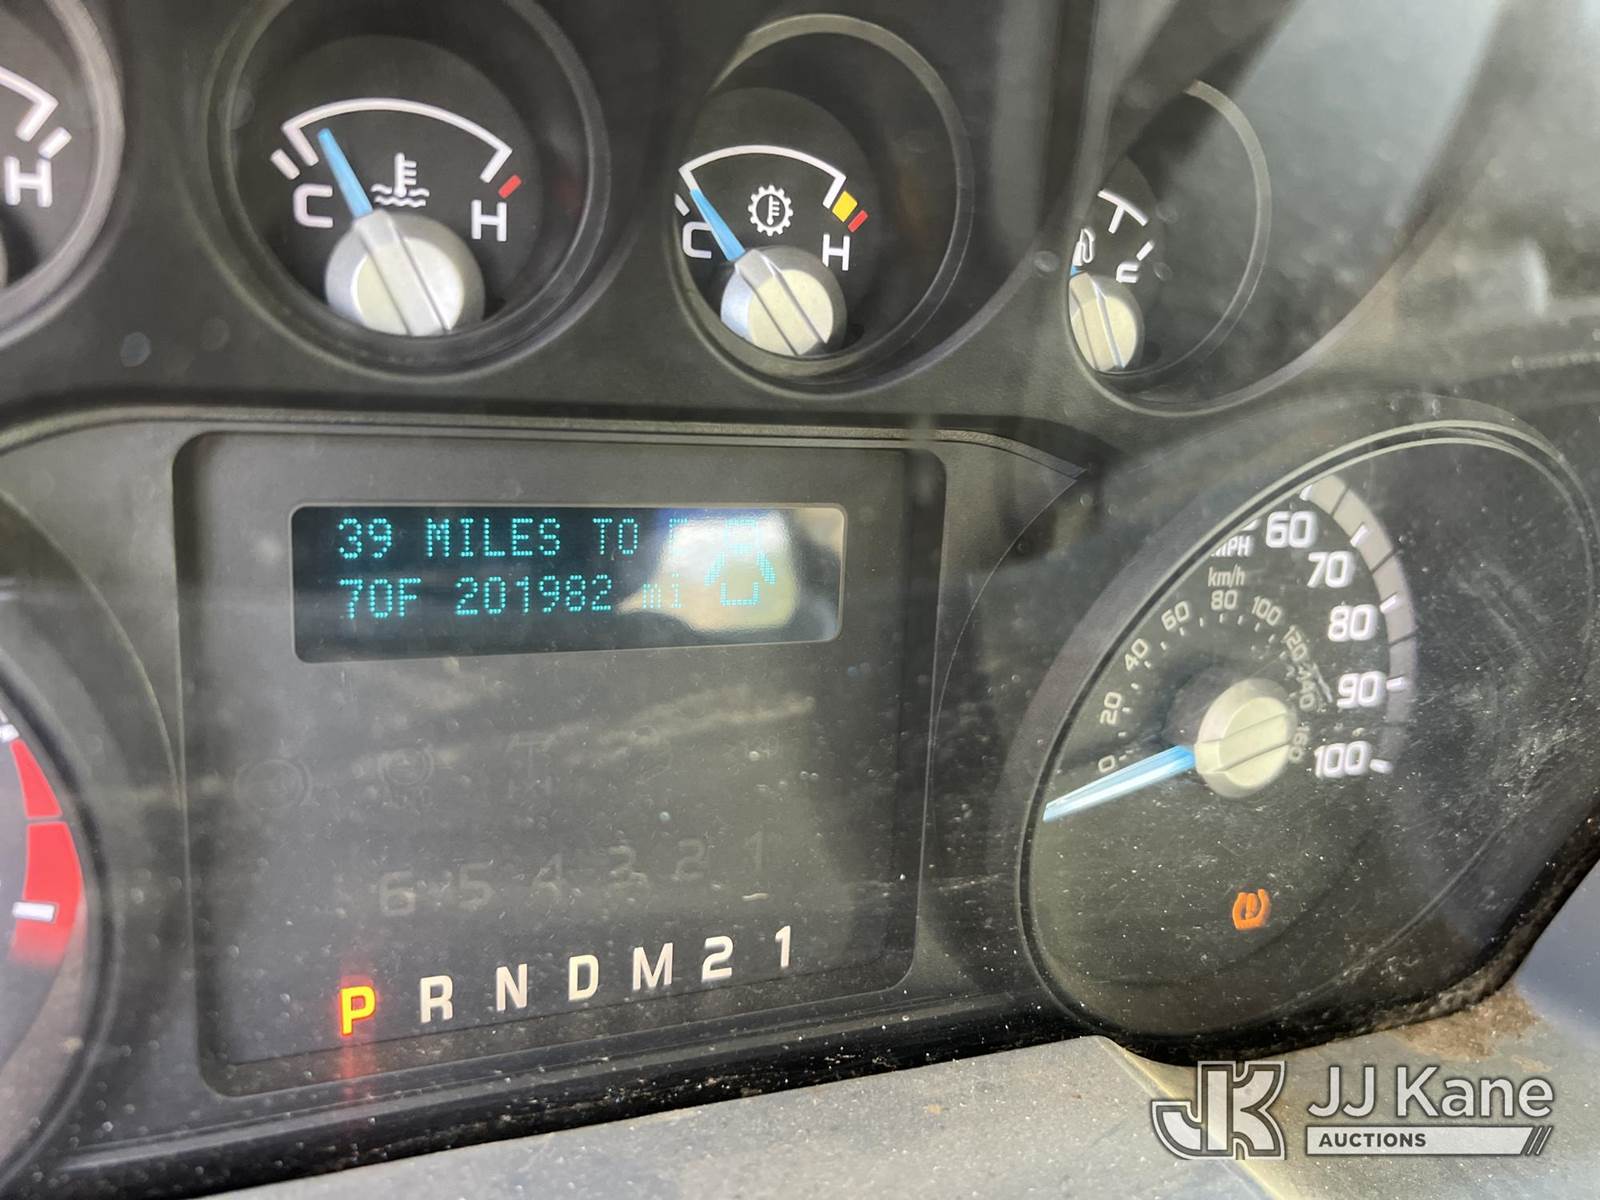 H
C H
C H
F
E
39 MILES TO E
70F 201982 mi
MPH 60 70 80 90 100
km/h
0 20 40 60 80 100 120 140 160
6 5 4 3 2 1
P R N D M 2 1
JK JJ Kane
AUCTIONS